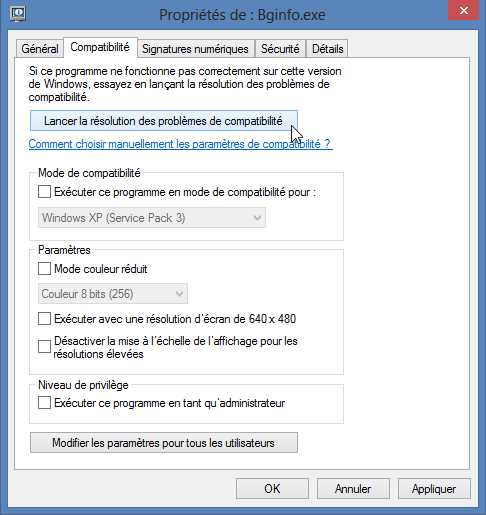 Propriétés de : Bginfo.exe
Général
Compatibilité
Signatures numériques
Sécurité
Détails
Si ce programme ne fonctionne pas correctement sur cette version
de Windows, essayez en lançant la résolution des problèmes de
compatibilité.
Lancer la résolution des problèmes de compatibilité
Comment choisir manuellement les paramètres de compatibilité ?
Mode de compatibilité
Exécuter ce programme en mode de compatibilité pour :
Windows XP (Service Pack 3)
Paramètres
Mode couleur réduit
Couleur 8 bits (256)
Exécuter avec une résolution d'écran de 640 x 480
Désactiver la mise à l'échelle de l'affichage pour les
résolutions élevées
Niveau de privilège
Exécuter ce programme en tant qu'administrateur
Modifier les paramètres pour tous les utilisateurs
OK
Annuler
Appliquer